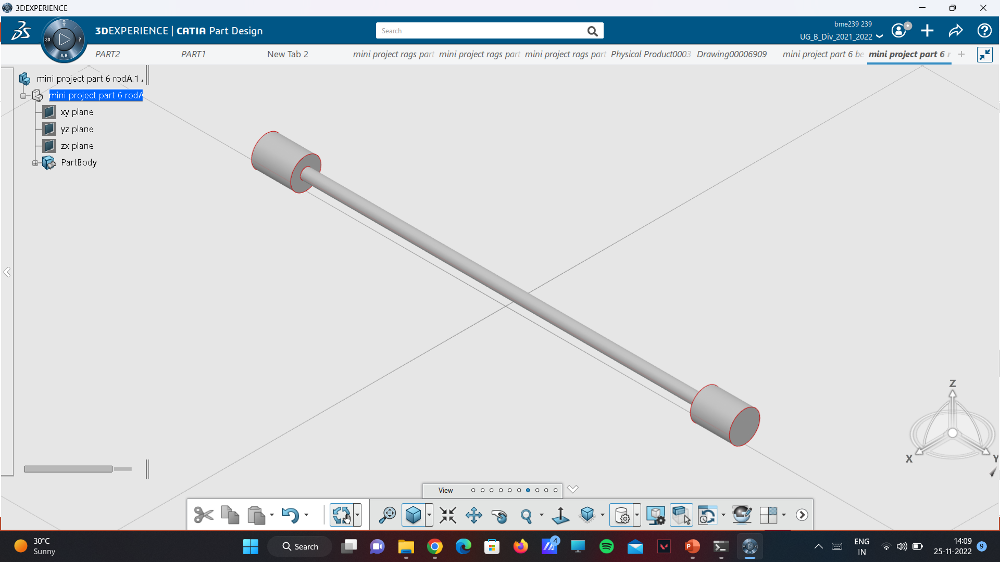 3DEXPERIENCE
3DEXPERIENCE | CATIA Part Design
Search
bme239 239
UG_B_Div_2021_2022
3D
V.R
PART2
PART1
New Tab 2
mini project rags part
mini project rags part
mini project rags part
Physical Product0003
Drawing00006909
mini project part 6 be
mini project part 6 r
mini project part 6 rodA.1
mini project part 6 rodA
xy plane
yz plane
zx plane
PartBody
Z
X
Y
View
30°C
Sunny
Search
4
ENG
IN
14:09
25-11-2022
9